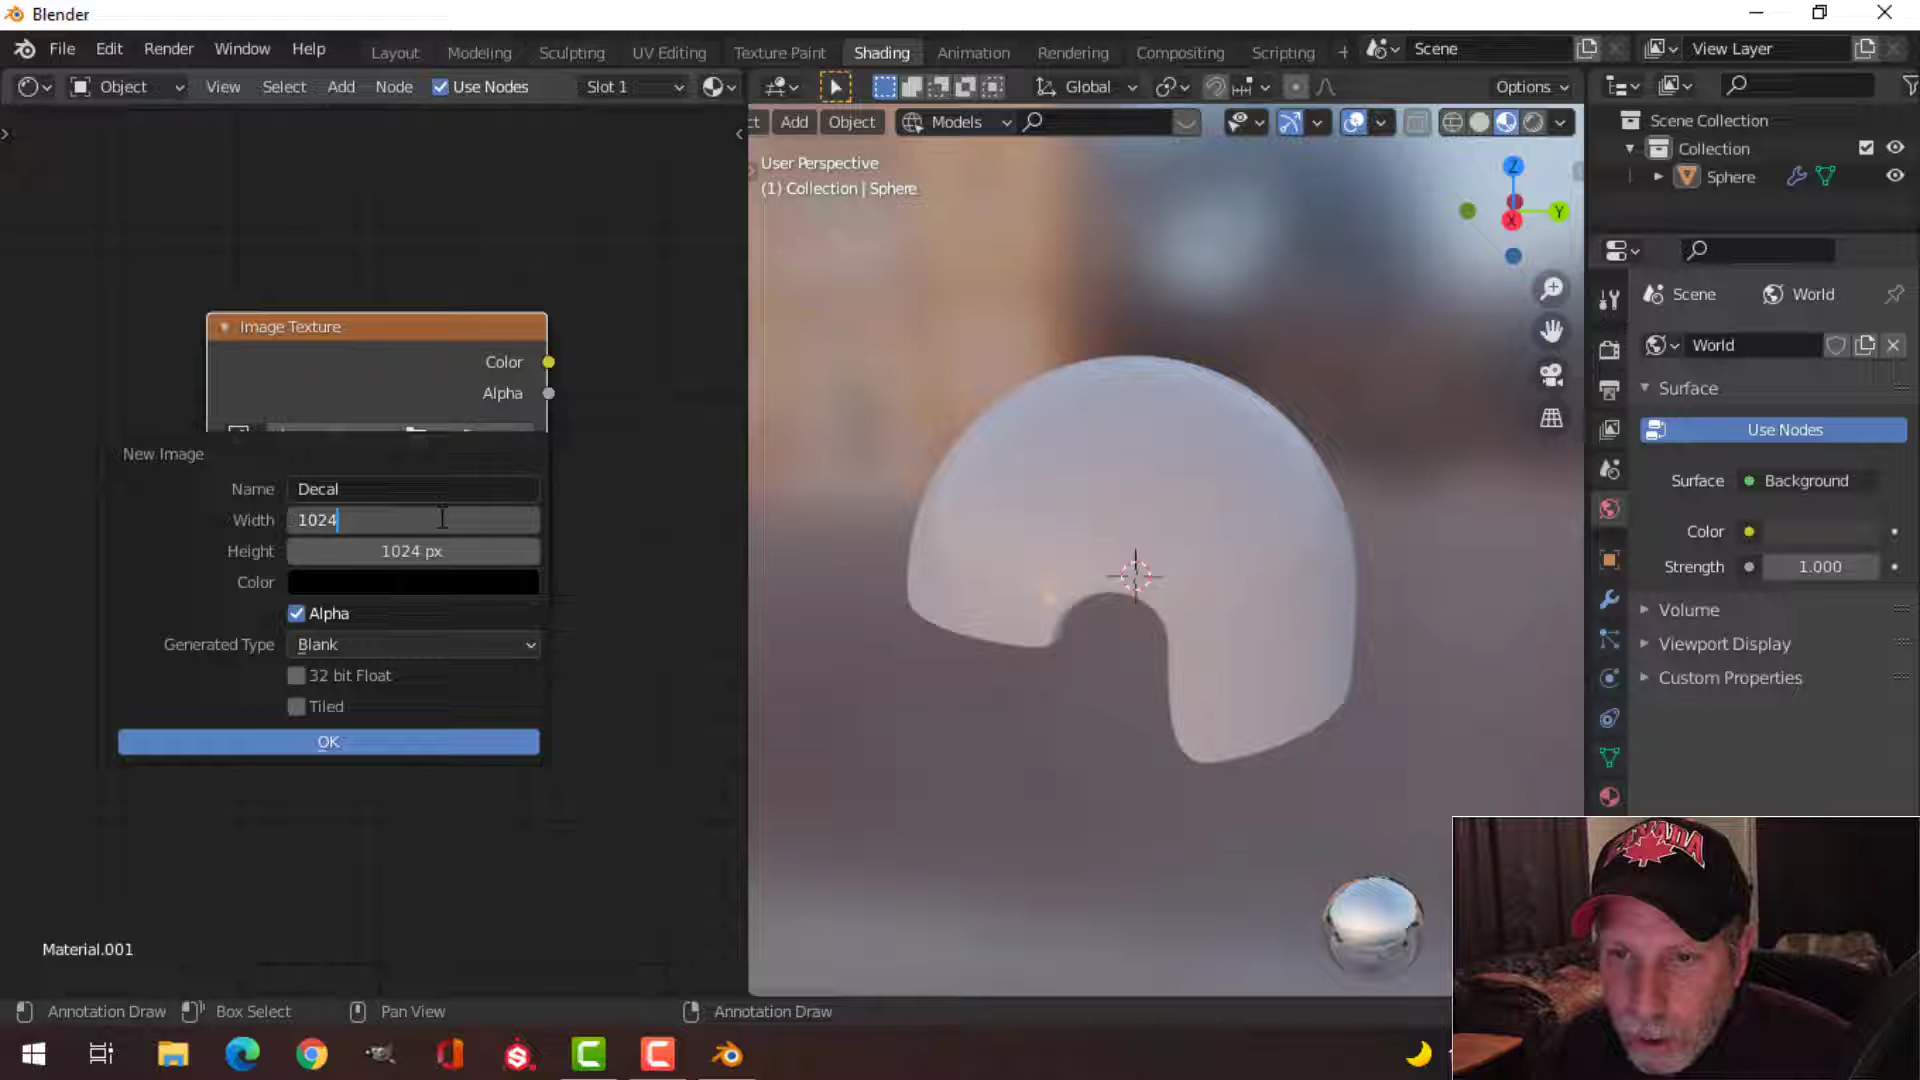 Blender
File Edit Render Window Help
Layout Modeling Sculpting UV Editing Texture Paint Shading Animation Rendering Compositing Scripting +
Scene
View Layer
Object View Select Add Node Use Nodes Slot 1
Global Options
Add Object Models
User Perspective
(1) Collection | Sphere
Z
Y
X
Scene Collection
Collection
Sphere
Scene World
World
Surface
Use Nodes
Surface Background
Color
Strength 1.000
Volume
Viewport Display
Custom Properties
Image Texture
Color
Alpha
New Image
Name Decal
Width 1024
Height 1024 px
Color
Alpha
Generated Type Blank
32 bit Float
Tiled
OK
Material.001
CANADA
Annotation Draw Box Select Pan View Annotation Draw